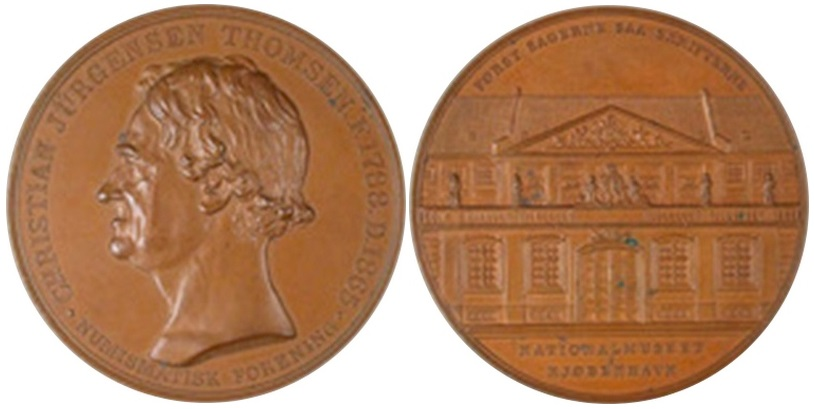 CHRISTIAN JÜRGENSEN THOMSEN. F. 1788. D. 1865.
NUMISMATISK FORENING
FØRST SAGERNE SAA SKRIFTERNE
NATIONALMUSEET
I
KJØBENHAVN